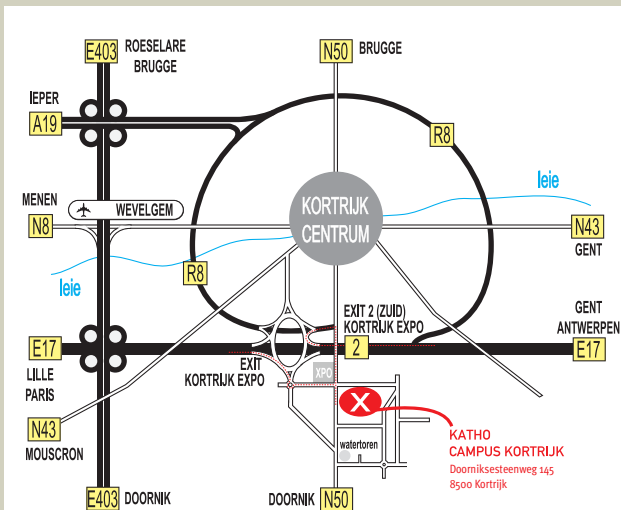 E403
ROESELARE
BRUGGE
N50
BRUGGE
IEPER
A19
R8
leie
MENEN
N8
WEVELGEM
KORTRIJK
CENTRUM
N43
GENT
R8
leie
EXIT 2 (ZUID)
KORTRIJK EXPO
GENT
ANTWERPEN
E17
2
E17
LILLE
PARIS
EXIT
KORTRIJK EXPO
XPO
X
N43
MOUSCRON
watertoren
KATHO
CAMPUS KORTRIJK
Doorniksesteenweg 145
8500 Kortrijk
E403
DOORNIK
DOORNIK
N50